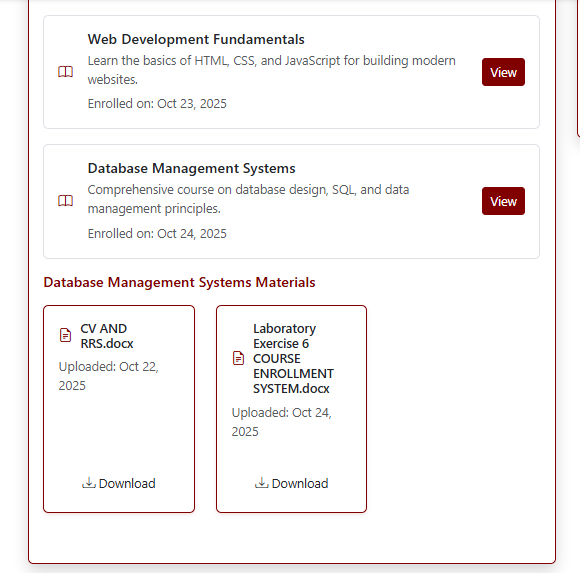 Web Development Fundamentals
Learn the basics of HTML, CSS, and JavaScript for building modern
websites.
View
Enrolled on: Oct 23, 2025
Database Management Systems
Comprehensive course on database design, SQL, and data
management principles.
View
Enrolled on: Oct 24, 2025
Database Management Systems Materials
CV AND
RRS.docx
Uploaded: Oct 22,
2025
Download
Laboratory
Exercise 6
COURSE
ENROLLMENT
SYSTEM.docx
Uploaded: Oct 24,
2025
Download